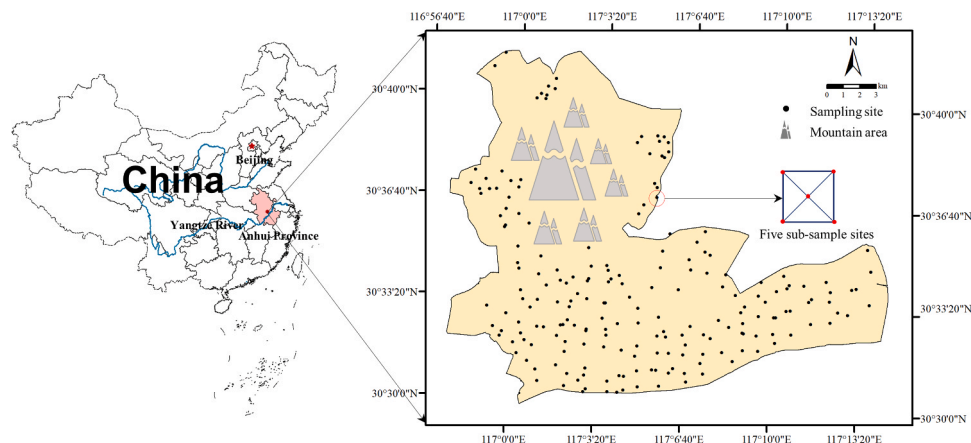 116°56'40"E 117°0'0"E 117°3'20"E 117°6'40"E 117°10'0"E 117°13'20"E
N
0 1 2 3 km
Sampling site
Mountain area
30°40'0"N
30°40'0"N
Beijing
China
30°36'40"N
30°36'40"N
Yangtze River
Anhui Province
Five sub-sample sites
30°33'20"N
30°33'20"N
30°30'0"N
30°30'0"N
117°0'0"E 117°3'20"E 117°6'40"E 117°10'0"E 117°13'20"E